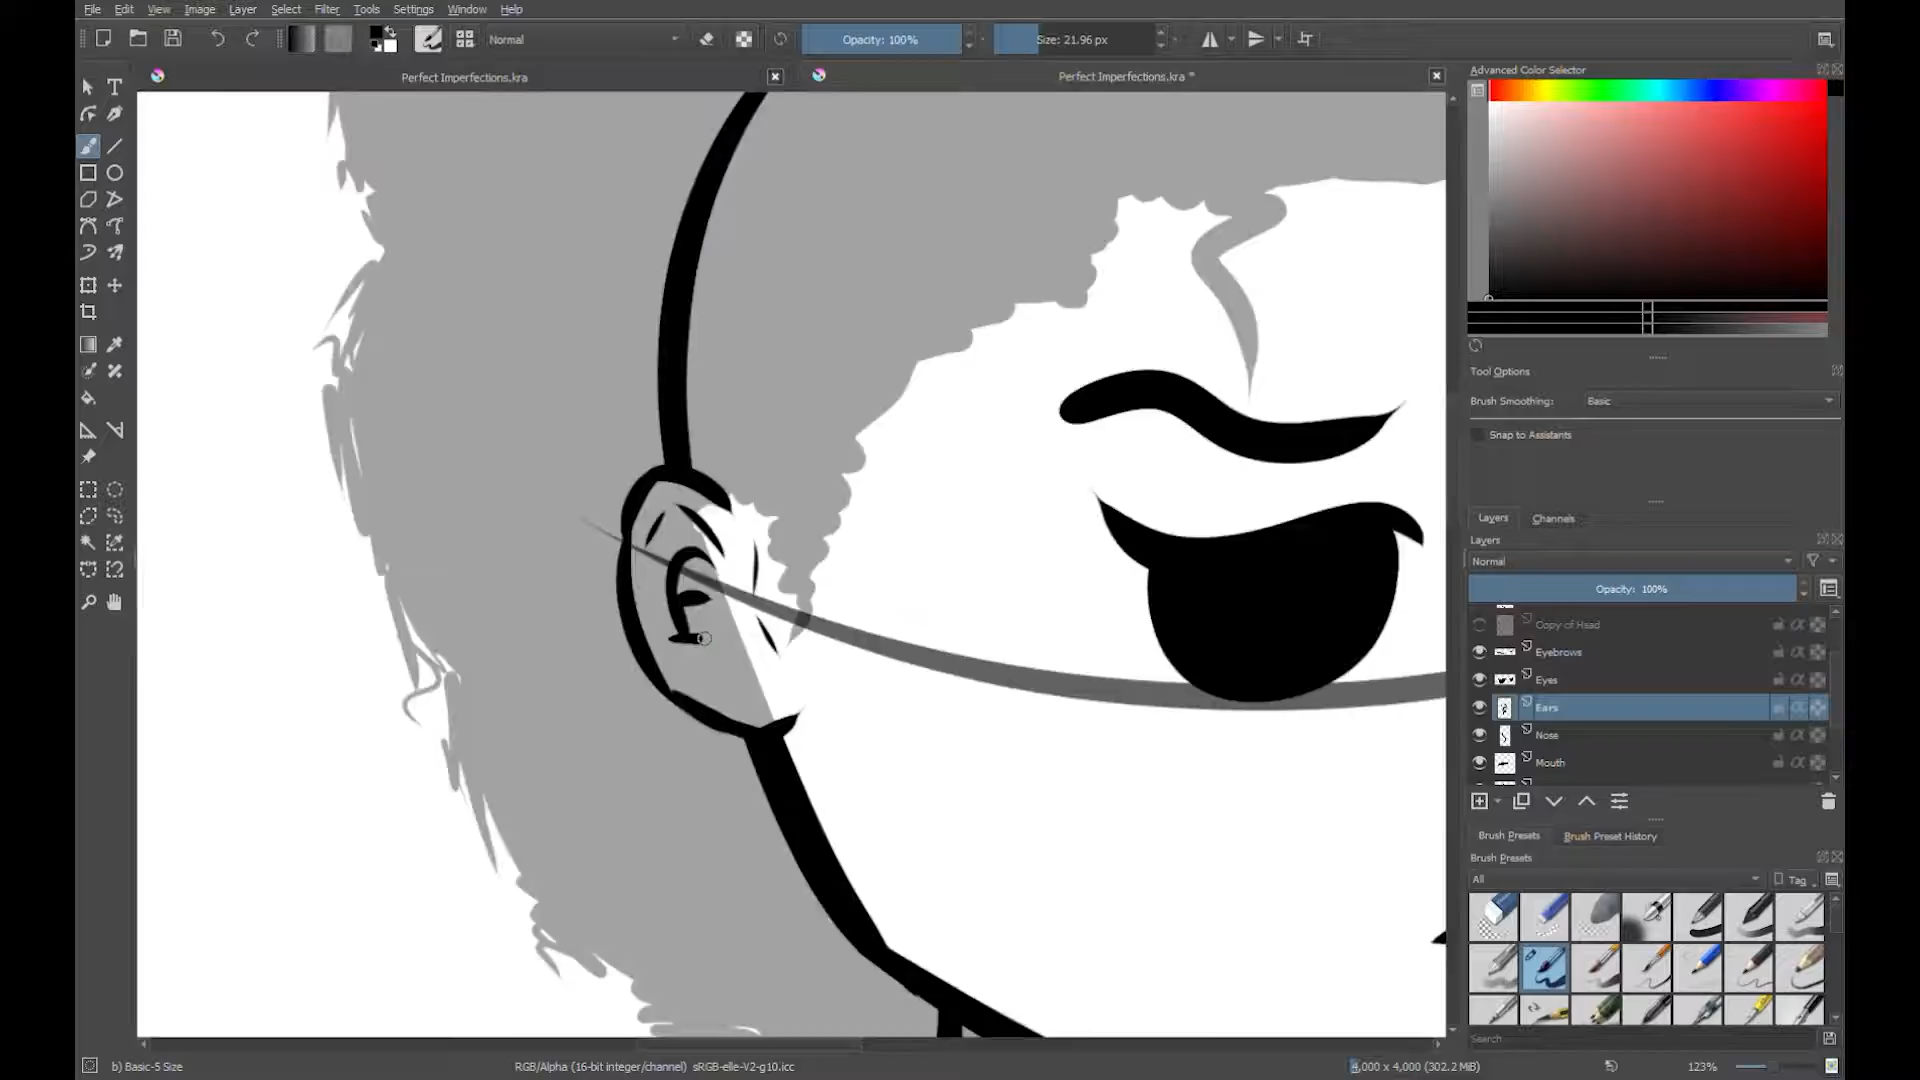 File Edit View Image Layer Select Filter Tools Settings Window Help
Normal
Opacity: 100%
Size: 21.96 px
Perfect Imperfections.kra
Perfect Imperfections.kra *
Advanced Color Selector
Tool Options
Brush Smoothing: Basic
Snap to Assistants
Layers Channels
Layers
Normal
Opacity: 100%
Copy of Head
Eyebrows
Eyes
Ears
Nose
Mouth
Brush Presets Brush Preset History
Brush Presets
All
Tag
Search
b) Basic-5 Size
RGB/Alpha (16-bit integer/channel) sRGB-elle-V2-g10.icc
4,000 x 4,000 (302.2 MiB)
123%